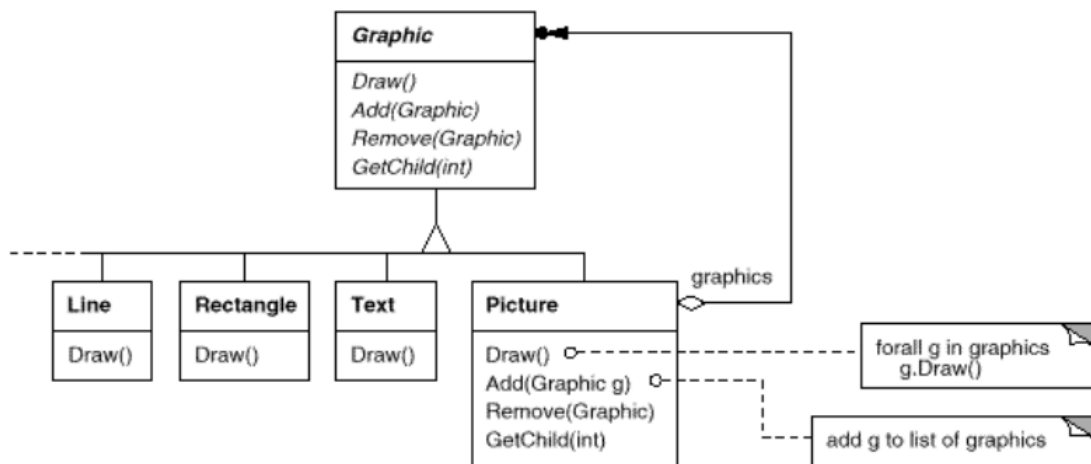 Graphic
Draw()
Add(Graphic)
Remove(Graphic)
GetChild(int)
graphics
Line
Draw()
Rectangle
Draw()
Text
Draw()
Picture
Draw()
Add(Graphic g)
Remove(Graphic)
GetChild(int)
forall g in graphics
g.Draw()
add g to list of graphics